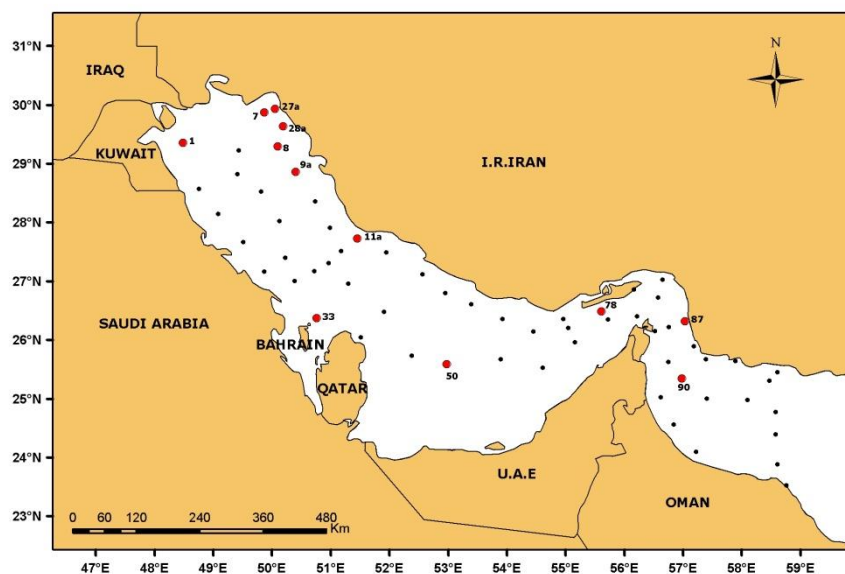 31°N
N
IRAQ
30°N
27a
7
28a
1
8
KUWAIT
29°N
9a
I.R.IRAN
28°N
11a
27°N
78
33
87
SAUDI ARABIA
26°N
BAHRAIN
50
90
QATAR
25°N
24°N
U.A.E
OMAN
23°N
0 60 120 240 360 480
Km
47°E 48°E 49°E 50°E 51°E 52°E 53°E 54°E 55°E 56°E 57°E 58°E 59°E